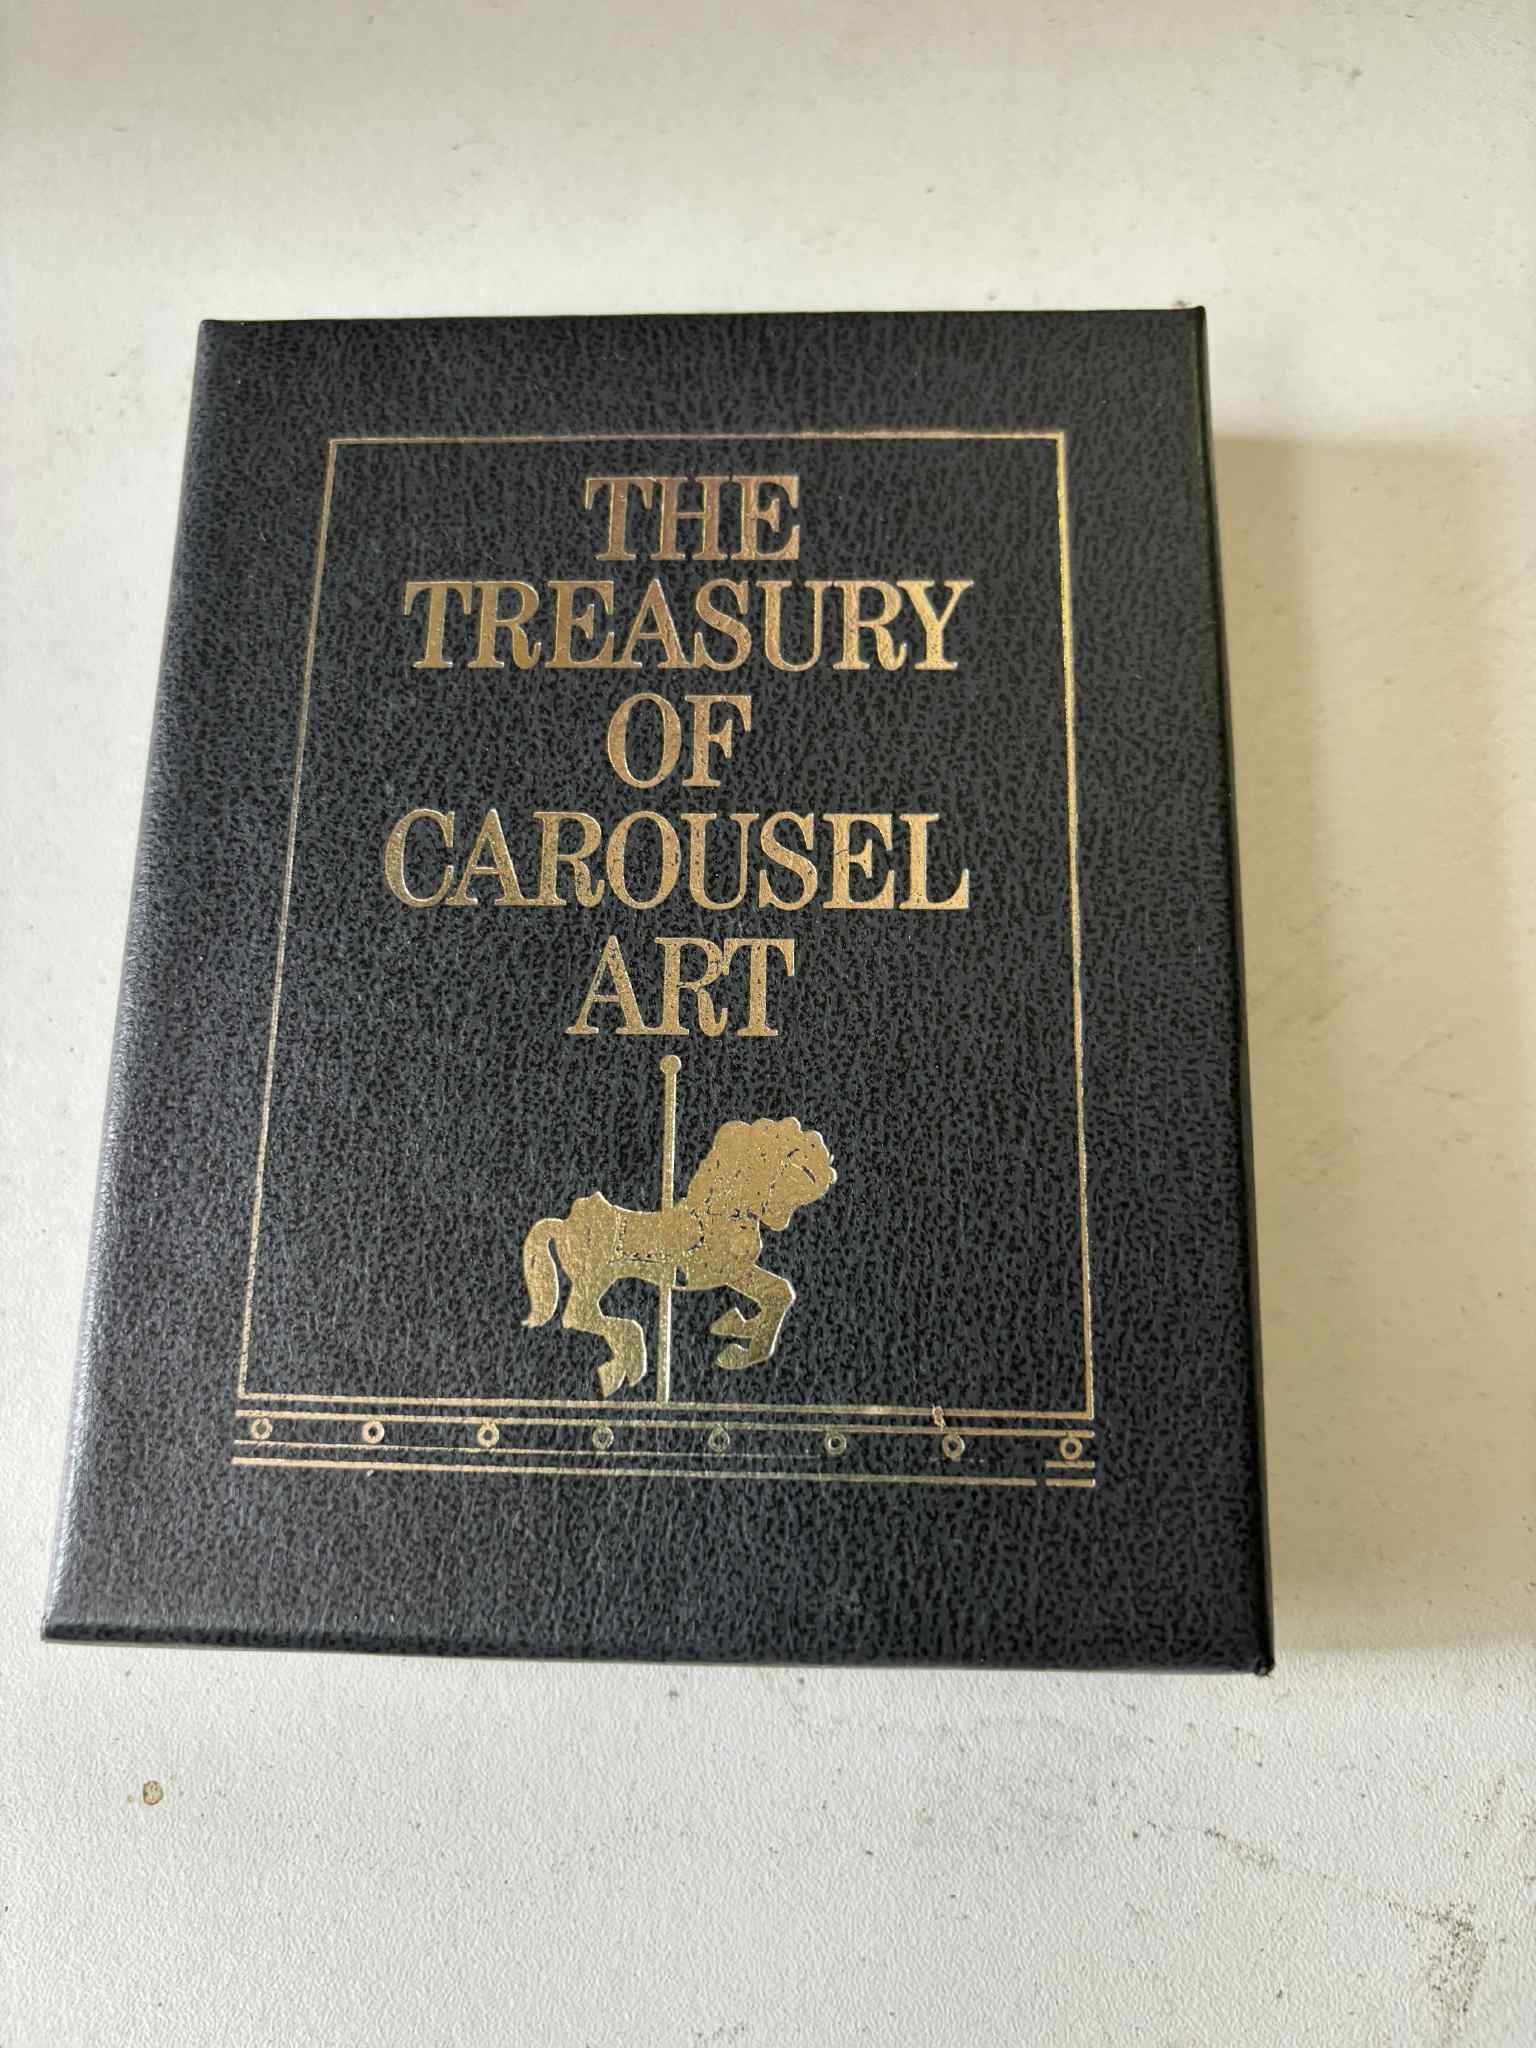 THE
TREASURY
OF
CAROUSEL
ART